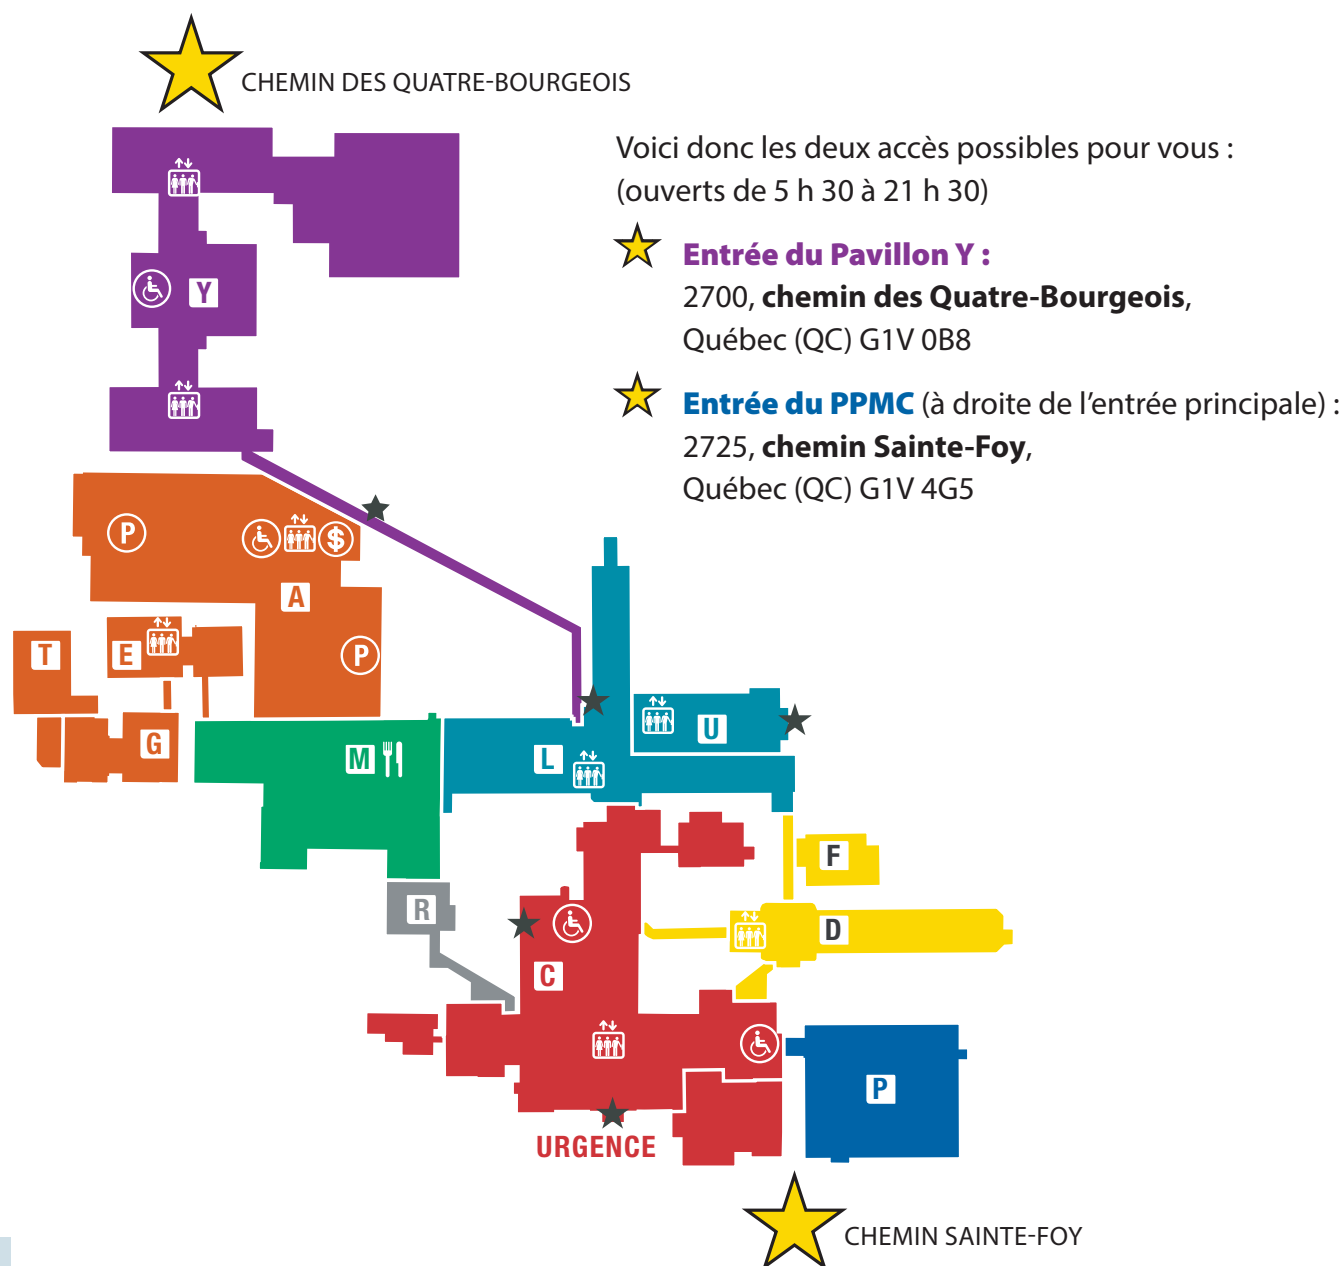 CHEMIN DES QUATRE-BOURGEOIS
Voici donc les deux accès possibles pour vous :
(ouverts de 5 h 30 à 21 h 30)
Entrée du Pavillon Y :
2700, chemin des Quatre-Bourgeois,
Québec (QC) G1V 0B8
Entrée du PPMC (à droite de l'entrée principale) :
2725, chemin Sainte-Foy,
Québec (QC) G1V 4G5
Y
P
$
A
T
E
P
G
M
L
U
F
R
D
C
P
URGENCE
CHEMIN SAINTE-FOY